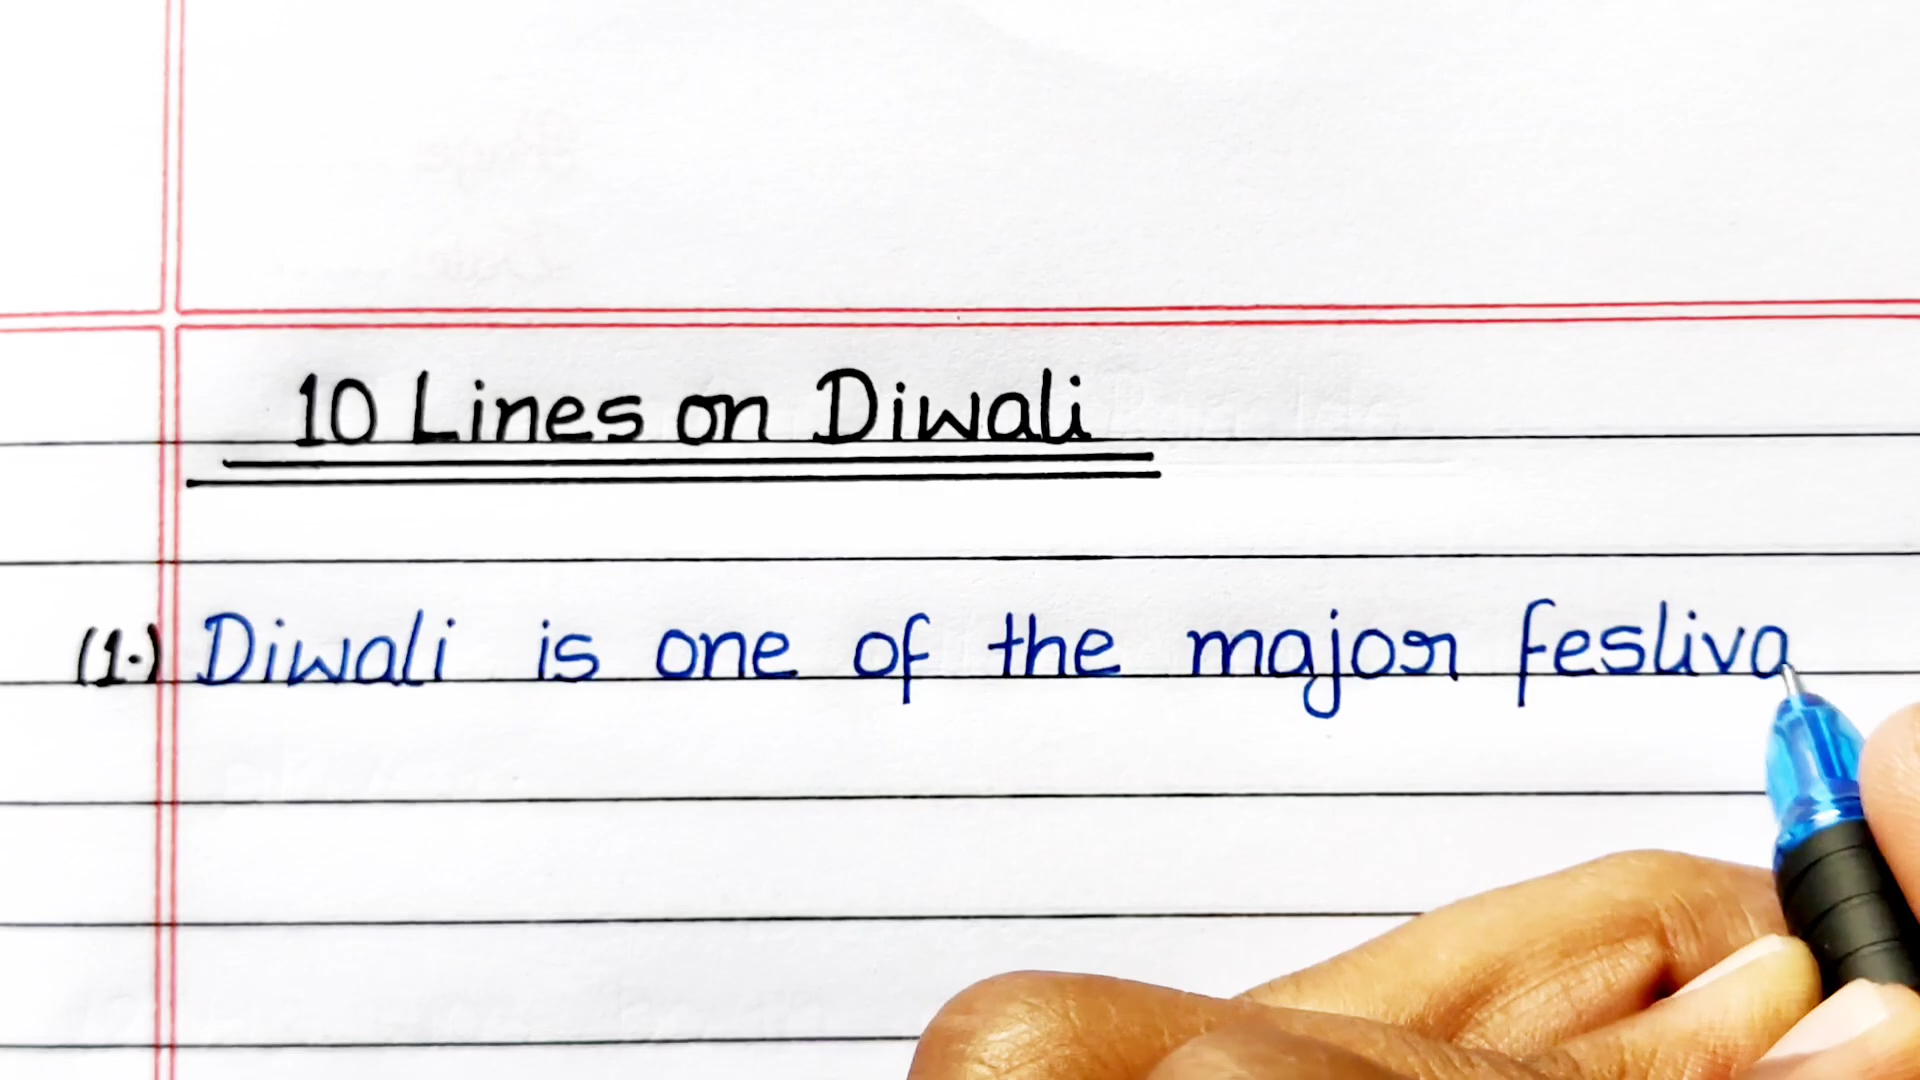 10 Lines on Diwali
(1.) Diwali is one of the major festiva